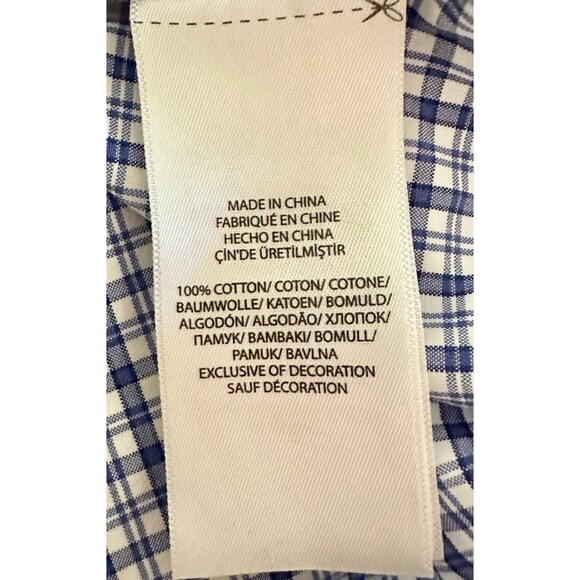 MADE IN CHINA
FABRIQUÉ EN CHINE
HECHO EN CHINA
ÇİN'DE ÜRETİLMİŞTİR
100% COTTON/ COTON/ COTONE/
BAUMWOLLE/ KATOEN/ BOMULD/
ALGODÓN/ ALGODÃO/ ХЛОПОК/
ПАМУК/ BAMBAKI/ BOMULL/
PAMUK/ BAVLNA
EXCLUSIVE OF DECORATION
SAUF DÉCORATION